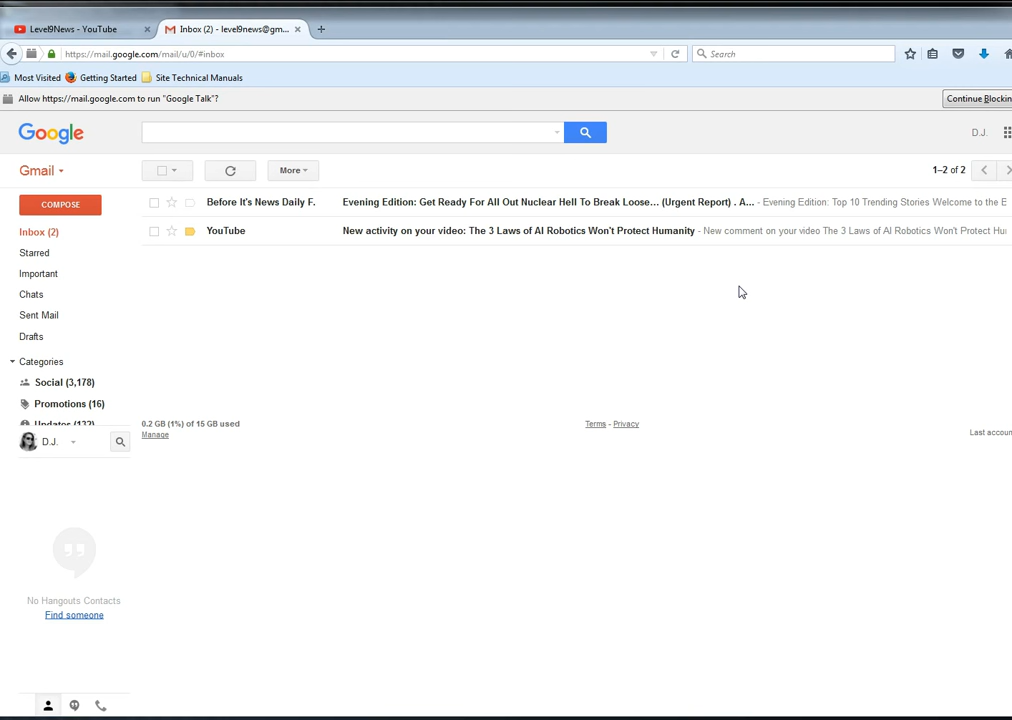 Level9News - YouTube
Inbox (2) - level9news@gm...
https://mail.google.com/mail/u/0/#inbox
Search
Most Visited
Getting Started
Site Technical Manuals
Allow https://mail.google.com to run "Google Talk"?
Continue Blockin
Google
D.J.
Gmail
More
1–2 of 2
COMPOSE
Before It's News Daily F.
Evening Edition: Get Ready For All Out Nuclear Hell To Break Loose... (Urgent Report) . A... - Evening Edition: Top 10 Trending Stories Welcome to the E
Inbox (2)
YouTube
New activity on your video: The 3 Laws of AI Robotics Won't Protect Humanity - New comment on your video The 3 Laws of AI Robotics Won't Protect Hu
Starred
Important
Chats
Sent Mail
Drafts
Categories
Social (3,178)
Promotions (16)
Updates (132)
0.2 GB (1%) of 15 GB used
Manage
Terms - Privacy
Last accoun
D.J.
No Hangouts Contacts
Find someone